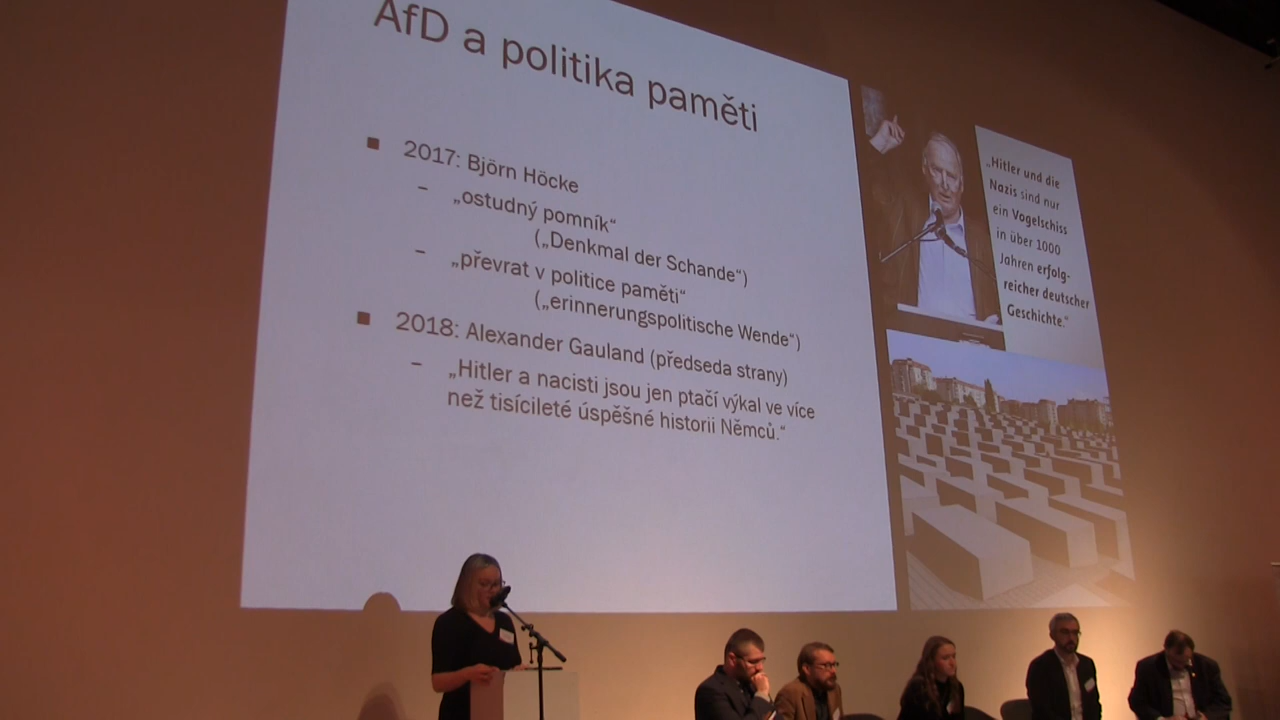 AfD a politika paměti
■ 2017: Björn Höcke
– „ostudný pomník“
(„Denkmal der Schande“)
– „převrat v politice paměti“
(„erinnerungspolitische Wende“)
■ 2018: Alexander Gauland (předseda strany)
– „Hitler a nacisti jsou jen ptačí výkal ve více
než tisícileté úspěšné historii Němců.“
„Hitler und die
Nazis sind nur
ein Vogelschiss
in über 1000
Jahren erfolg-
reicher deutscher
Geschichte.“